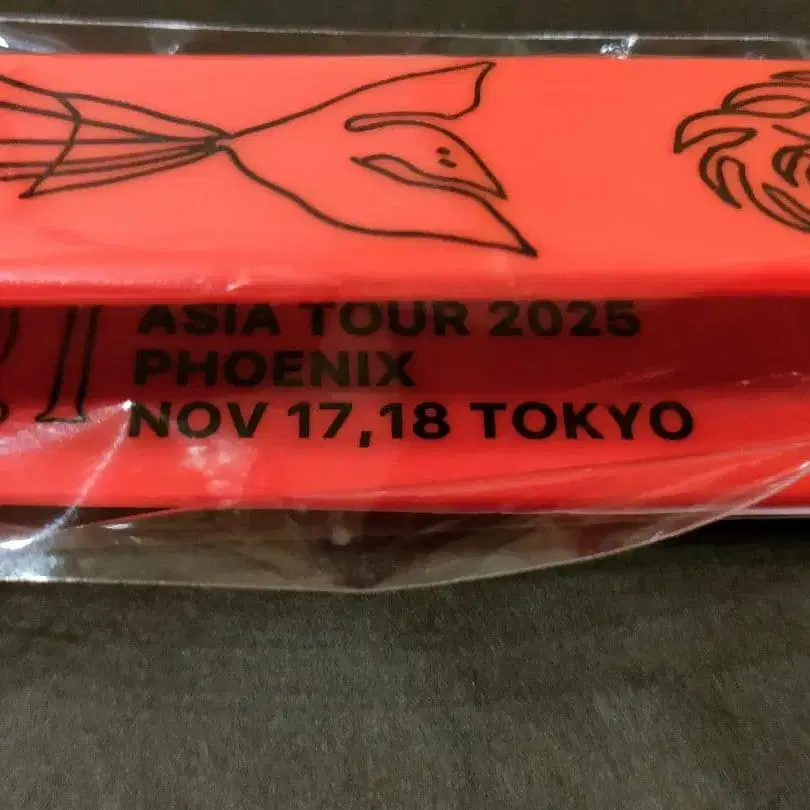 ASIA TOUR 2025
PHOENIX
NOV 17,18 TOKYO